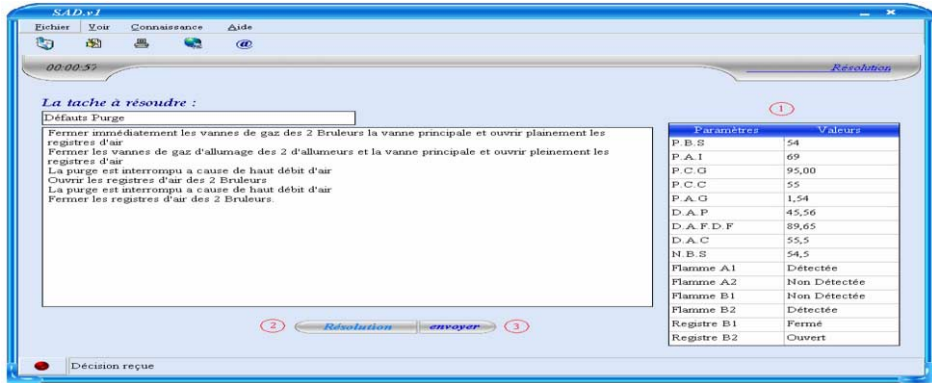 SAD.v1
Fichier Voir Connaissance Aide
@
00:00:57 Résolution
La tache à résoudre :
Défauts Purge
Fermer immédiatement les vannes de gaz des 2 Bruleurs la vanne principale et ouvrir plainement les
registres d'air
Fermer les vannes de gaz d'allumage des 2 d'allumeurs et la vanne principale et ouvrir pleinement les
registres d'air
La purge est interrompu a cause de haut débit d'air
Ouvrir les registres d'air des 2 Bruleurs
La purge est interrompu a cause de haut débit d'air
Fermer les registres d'air des 2 Bruleurs.
1
Paramètres Valeurs
P.B.S 54
P.A.I 69
P.C.G 95,00
P.C.C 55
P.A.G 1,54
D.A.P 45,56
D.A.F.D.F 89,65
D.A.C 55,5
N.B.S 54,5
Flamme A1 Détectée
Flamme A2 Non Détectée
Flamme B1 Non Détectée
Flamme B2 Détectée
Registre B1 Fermé
Registre B2 Ouvert
2 Résolution envoyer 3
Décision reçue